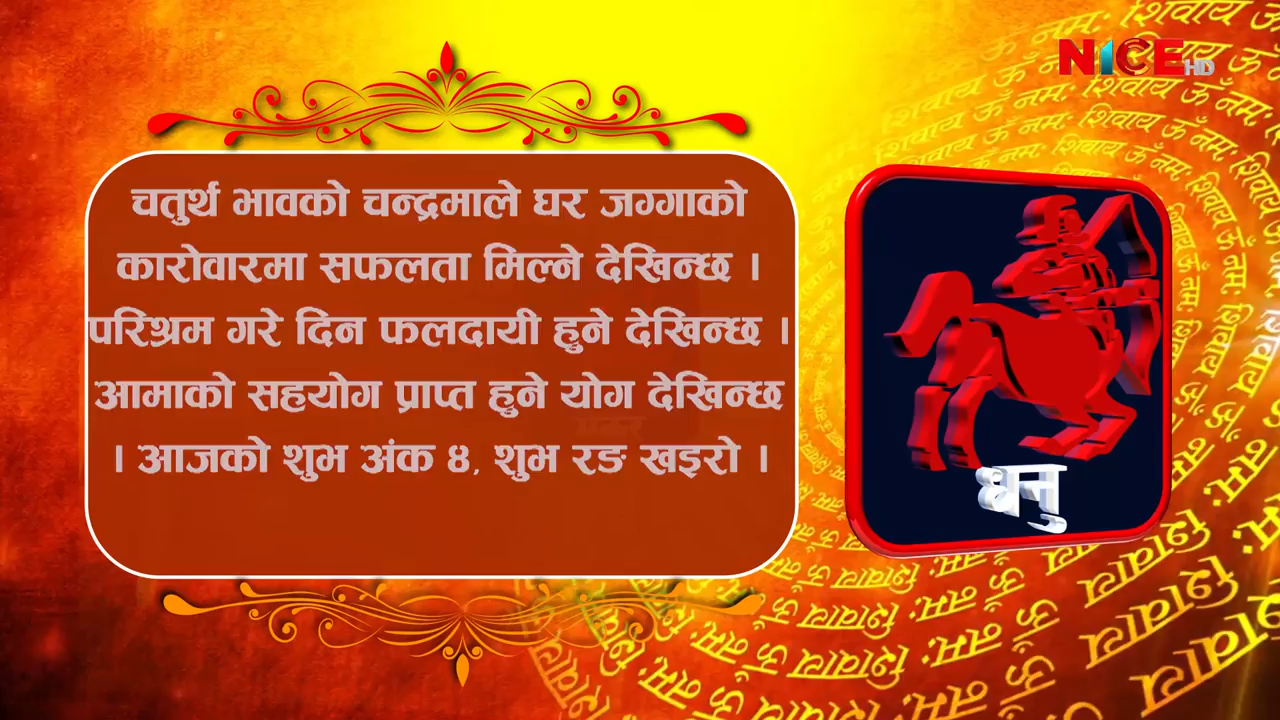 चतुर्थ भावको चन्द्रमाले घर जग्गाको
कारोवारमा सफलता मिल्ने देखिन्छ ।
परिश्रम गरे दिन फलदायी हुने देखिन्छ ।
आमाको सहयोग प्राप्त हुने योग देखिन्छ
। आजको शुभ अंक ४, शुभ रङ खइरो ।
NICE HD
धनु
ॐ नमः शिवाय